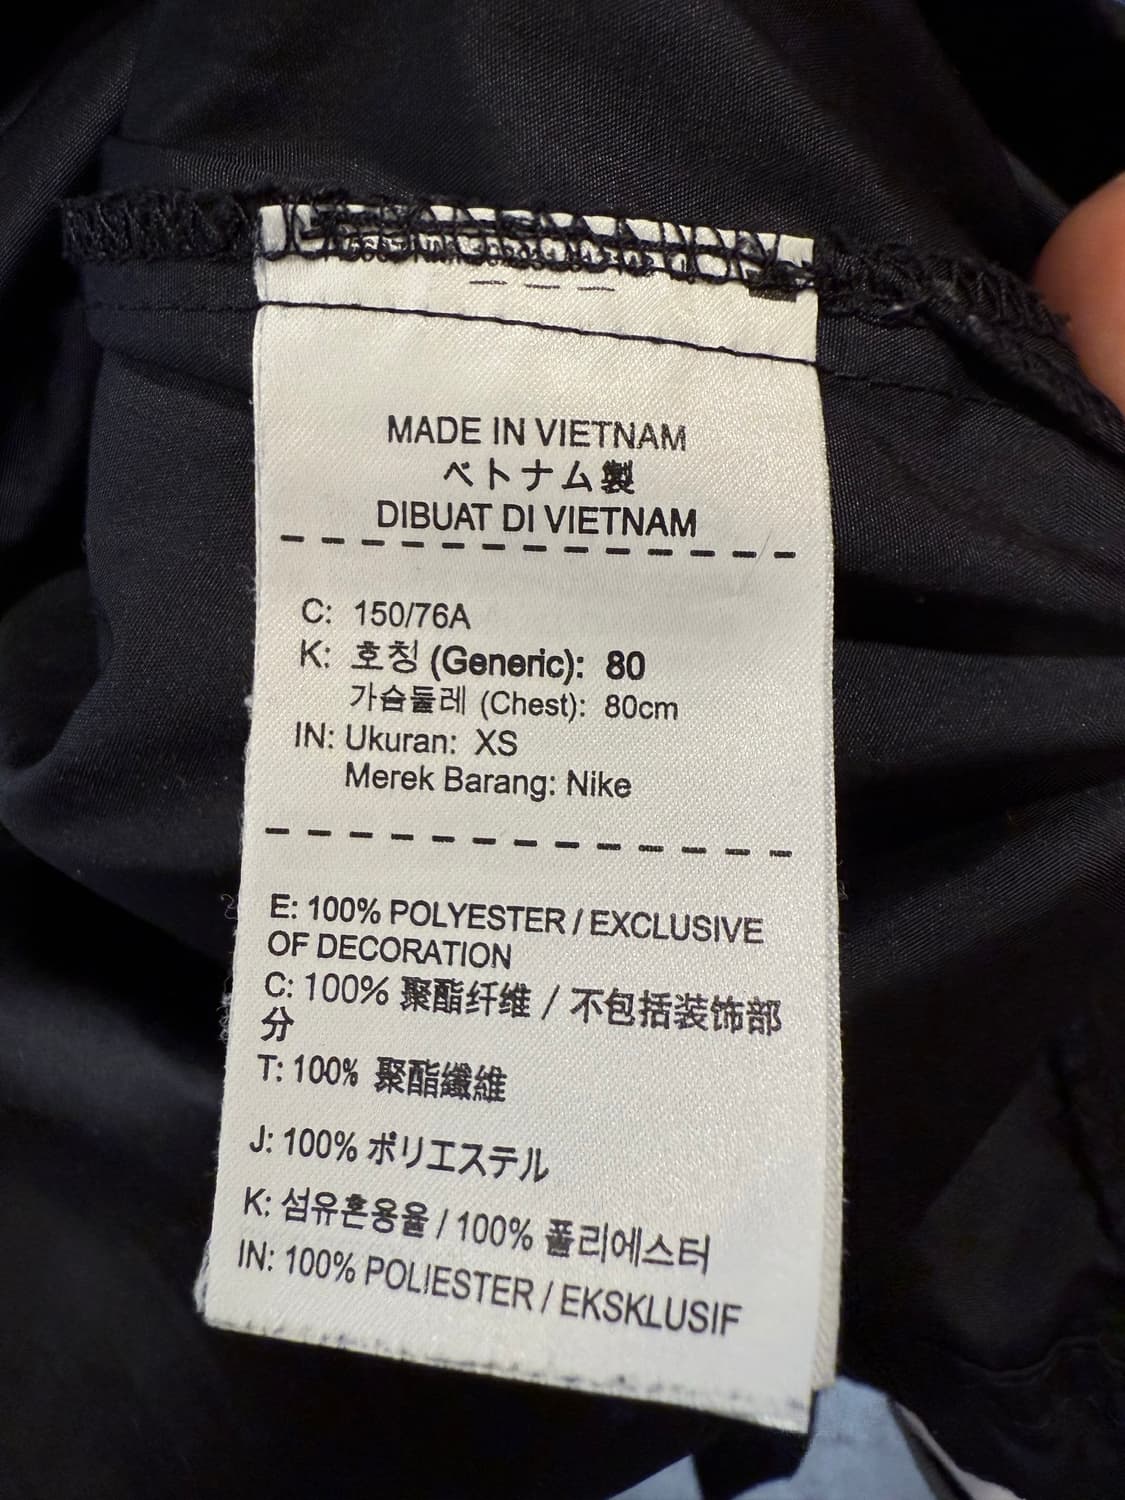 MADE IN VIETNAM
ベトナム製
DIBUAT DI VIETNAM
C: 150/76A
K: 호칭 (Generic): 80
가슴둘레 (Chest): 80cm
IN: Ukuran: XS
Merek Barang: Nike
E: 100% POLYESTER / EXCLUSIVE
OF DECORATION
C: 100% 聚酯纤维 / 不包括装饰部
分
T: 100% 聚酯纖維
J: 100% ポリエステル
K: 섬유혼용율 / 100% 폴리에스터
IN: 100% POLIESTER / EKSKLUSIF